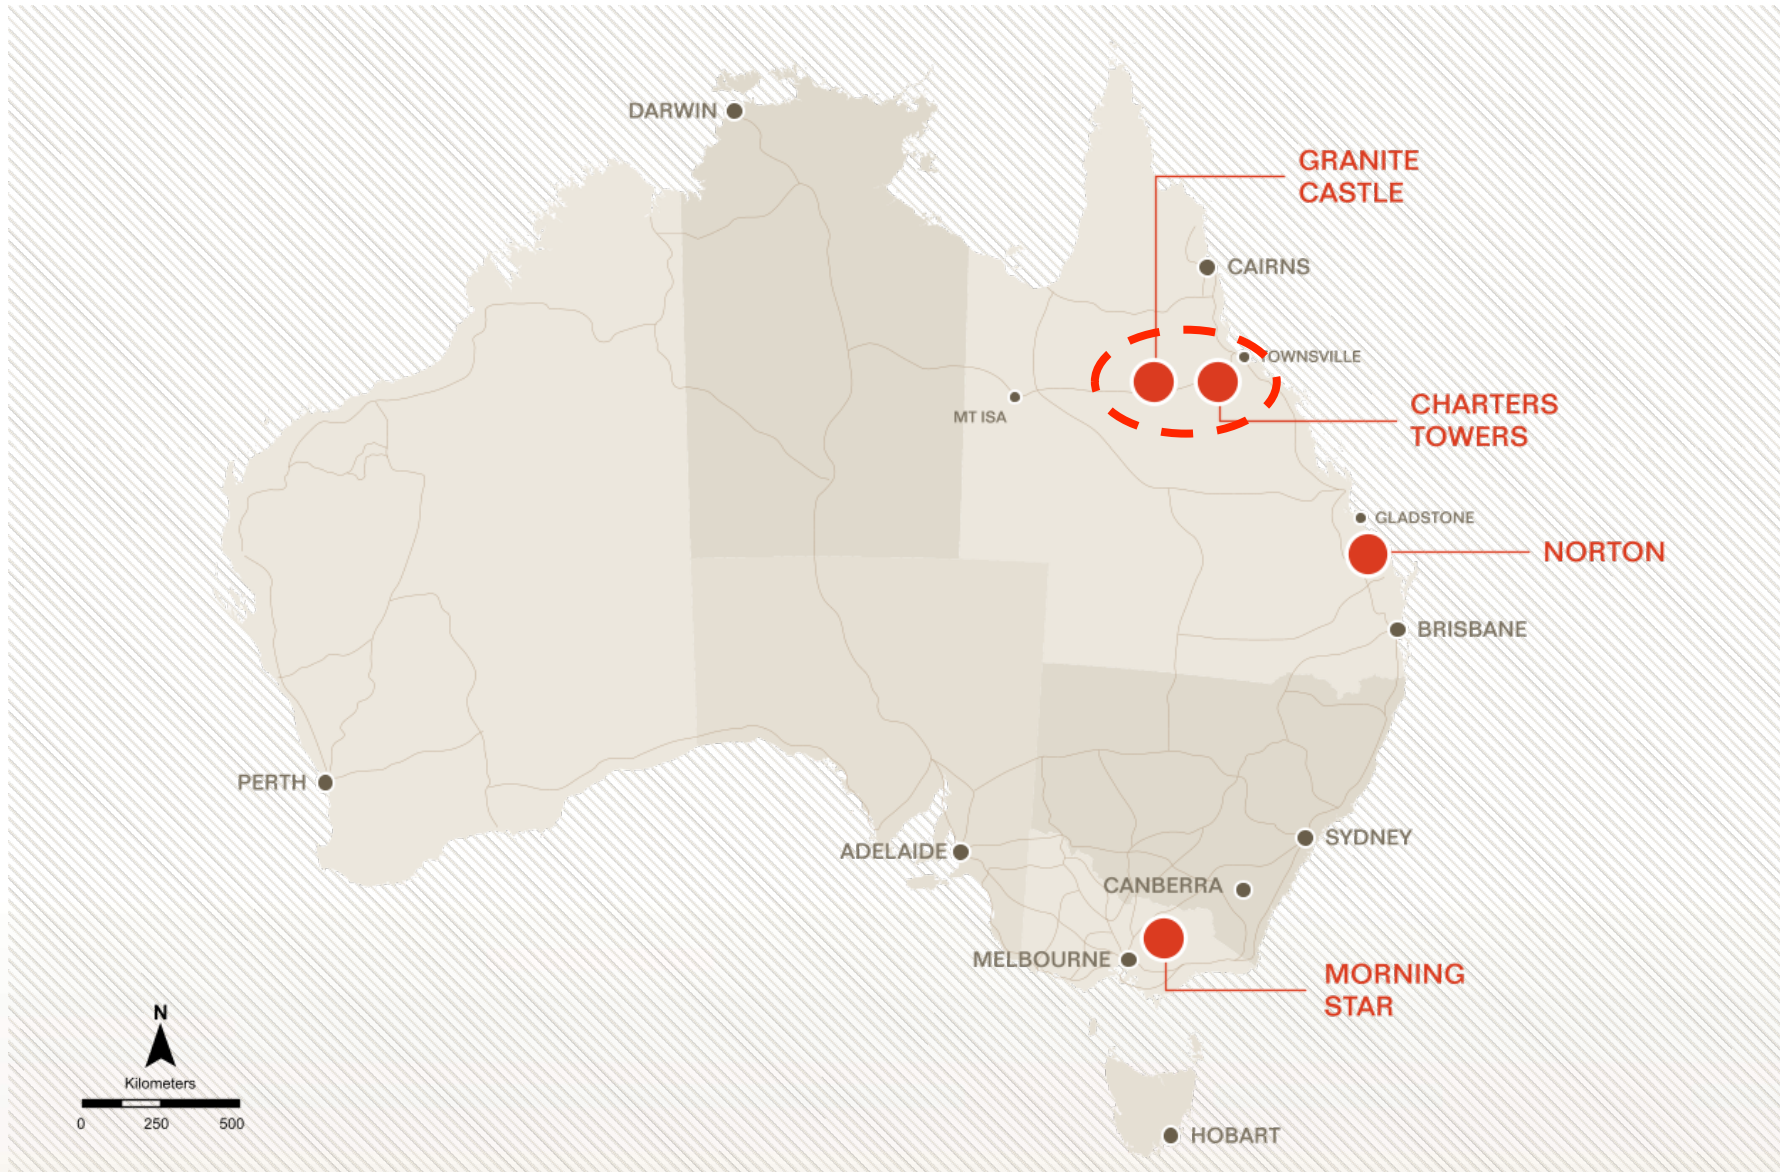 DARWIN
GRANITE
CASTLE
CAIRNS
TOWNSVILLE
MT ISA
CHARTERS
TOWERS
GLADSTONE
NORTON
BRISBANE
PERTH
ADELAIDE
SYDNEY
CANBERRA
MELBOURNE
MORNING
STAR
N
Kilometers
0 250 500
HOBART